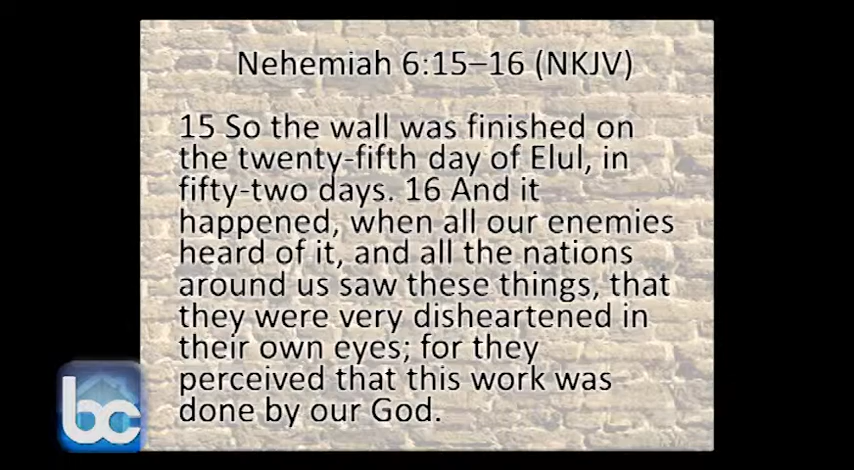 Nehemiah 6:15–16 (NKJV)
15 So the wall was finished on
the twenty-fifth day of Elul, in
fifty-two days. 16 And it
happened, when all our enemies
heard of it, and all the nations
around us saw these things, that
they were very disheartened in
their own eyes; for they
perceived that this work was
done by our God.
bc